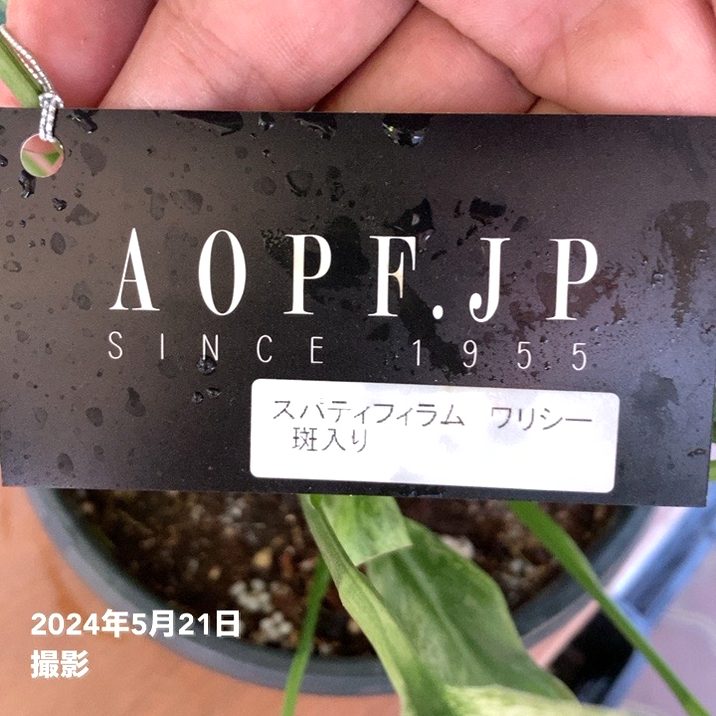 AOPF.JP
SINCE 1955
スパティフィラム ワリシー
斑入り
2024年5月21日
撮影